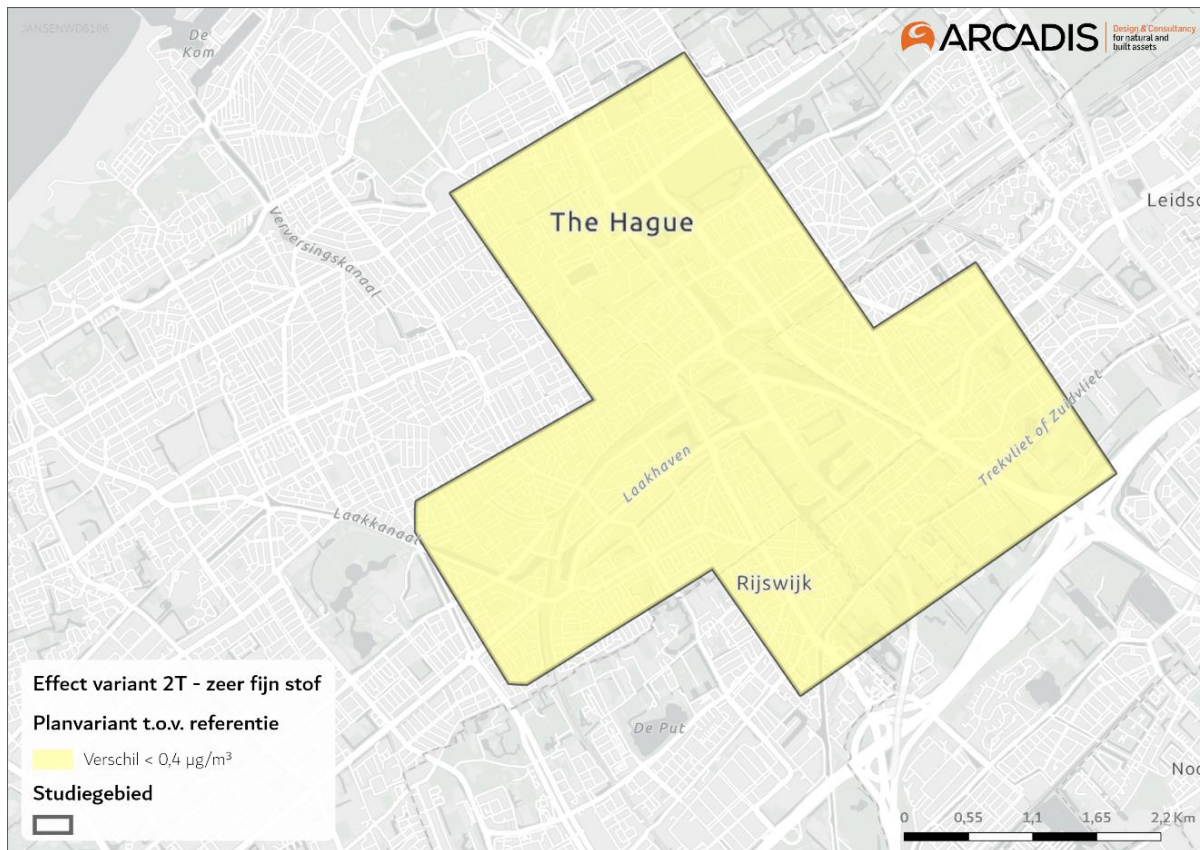 JANSENWD6186
De
Kom
ARCADIS
Design & Consultancy
for natural and
built assets
Leidsc
The Hague
Verversingskanaal
Trekvliet of Zuidvliet
Laakhaven
Laakkanaal
Rijswijk
De Put
Noo
Effect variant 2T - zeer fijn stof
Planvariant t.o.v. referentie
Verschil < 0,4 µg/m³
Studiegebied
0 0,55 1,1 1,65 2,2 Km